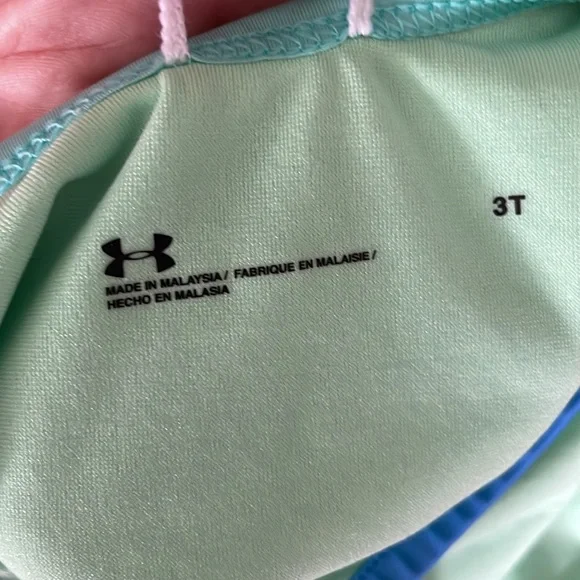 3T
MADE IN MALAYSIA / FABRIQUE EN MALAISIE /
HECHO EN MALASIA